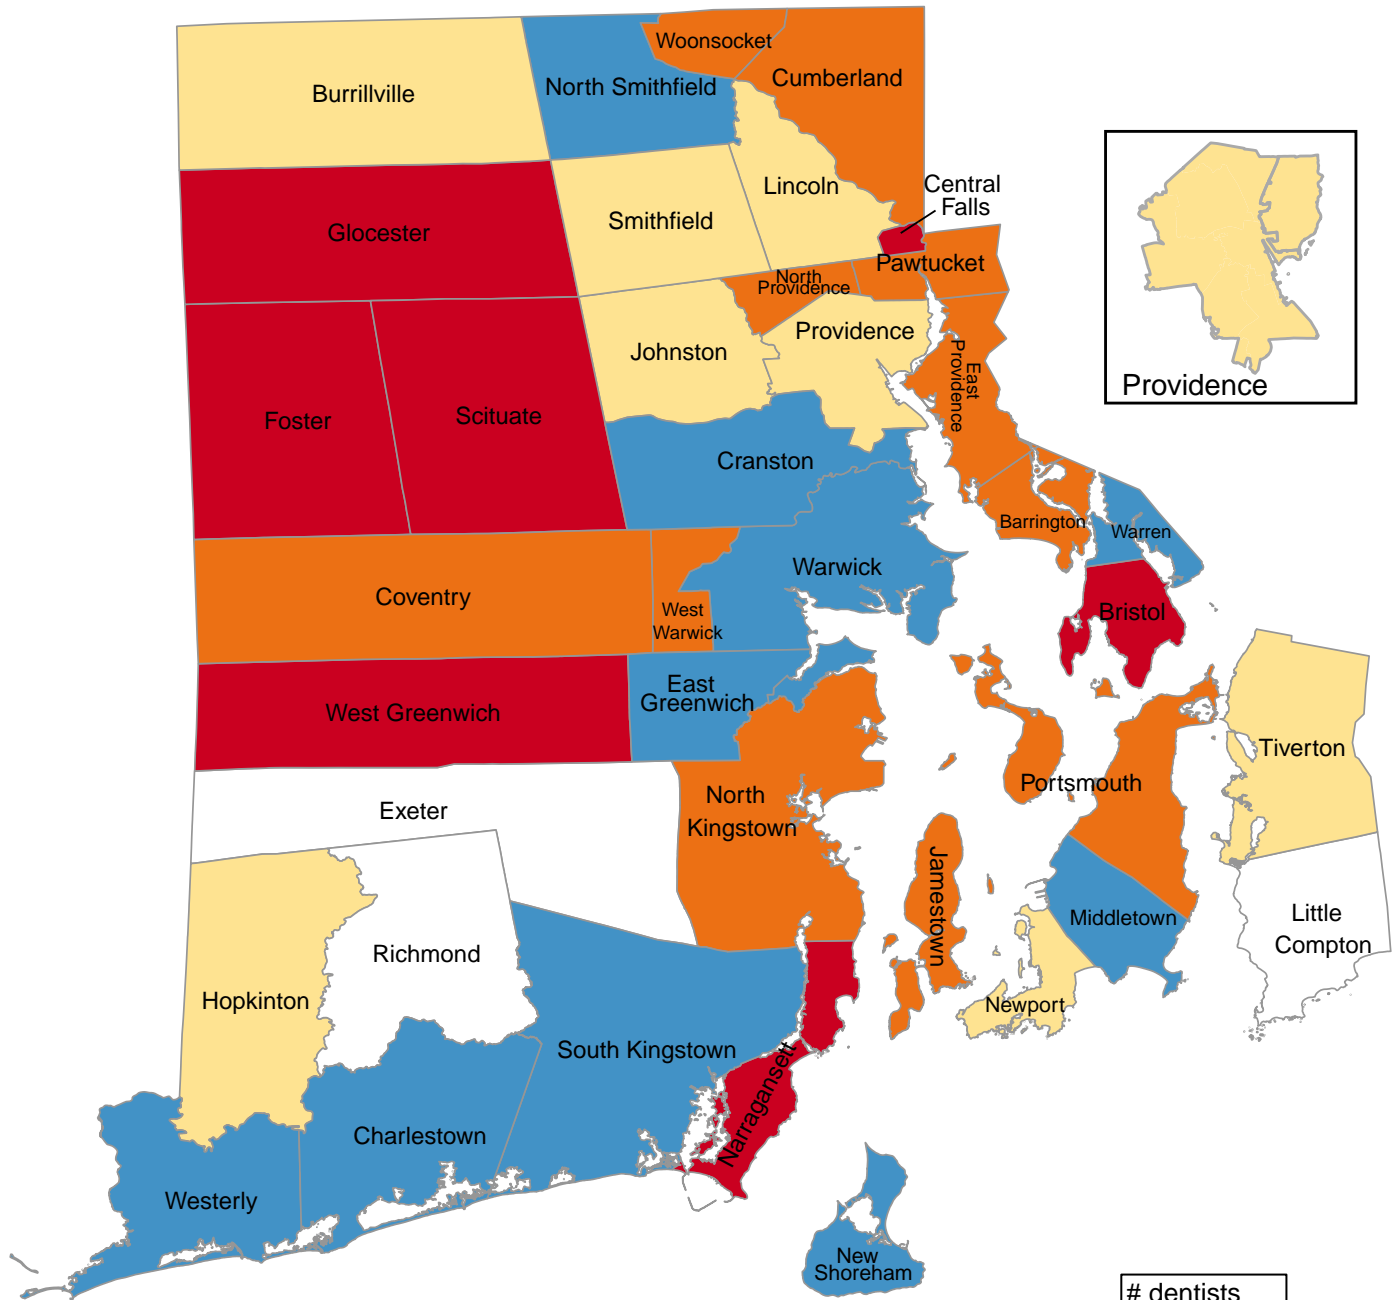 Woonsocket
Burrillville
North Smithfield
Cumberland
Lincoln
Central
Falls
Smithfield
Glocester
Pawtucket
North
Providence
Providence
Johnston
East
Providence
Providence
Foster
Scituate
Cranston
Barrington
Warren
Warwick
Coventry
West
Warwick
Bristol
East
Greenwich
West Greenwich
Tiverton
Portsmouth
North
Kingstown
Exeter
Jamestown
Middletown
Little
Compton
Richmond
Hopkinton
Newport
South Kingstown
Narragansett
Charlestown
Westerly
New
Shoreham
# dentists